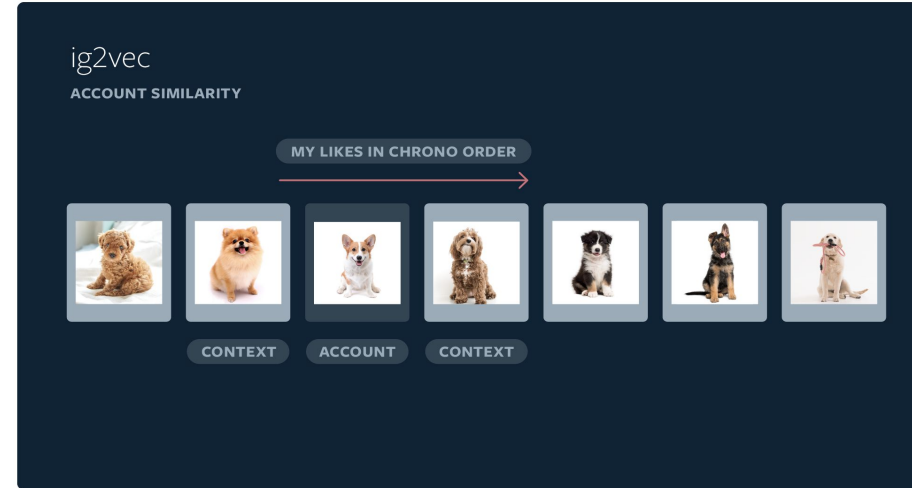 ig2vec
ACCOUNT SIMILARITY
MY LIKES IN CHRONO ORDER
CONTEXT
ACCOUNT
CONTEXT